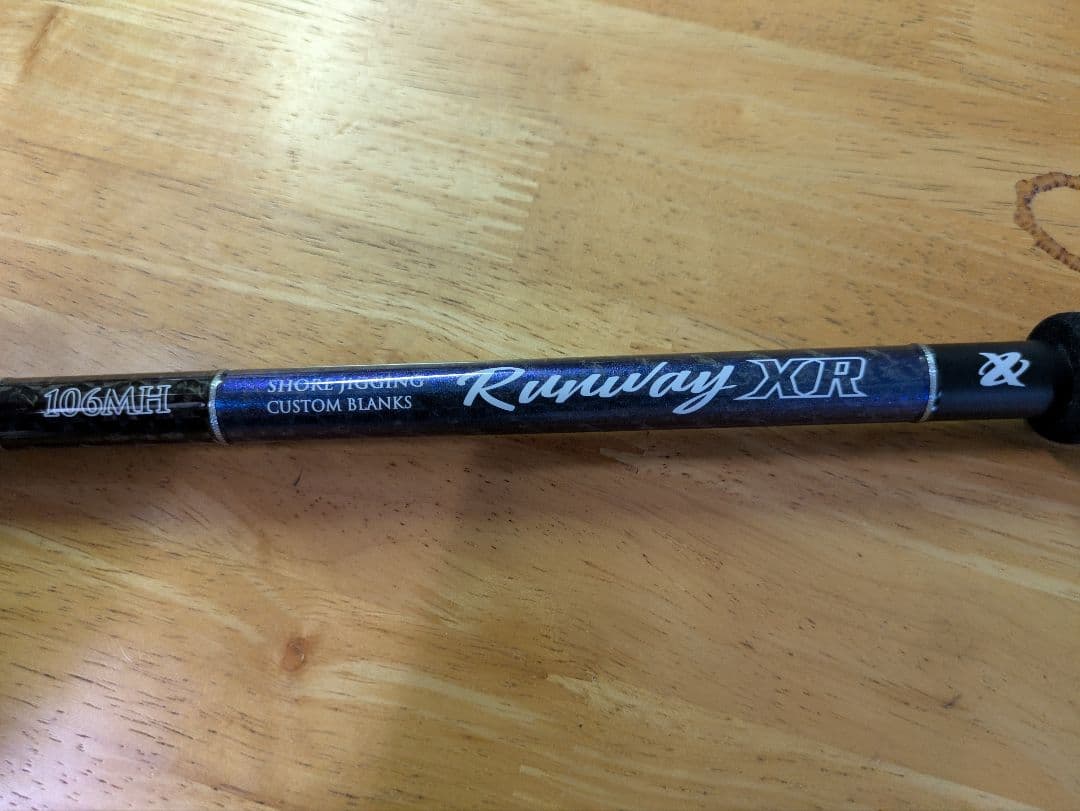 106MH
SHORE JIGGING
CUSTOM BLANKS
Runway XR